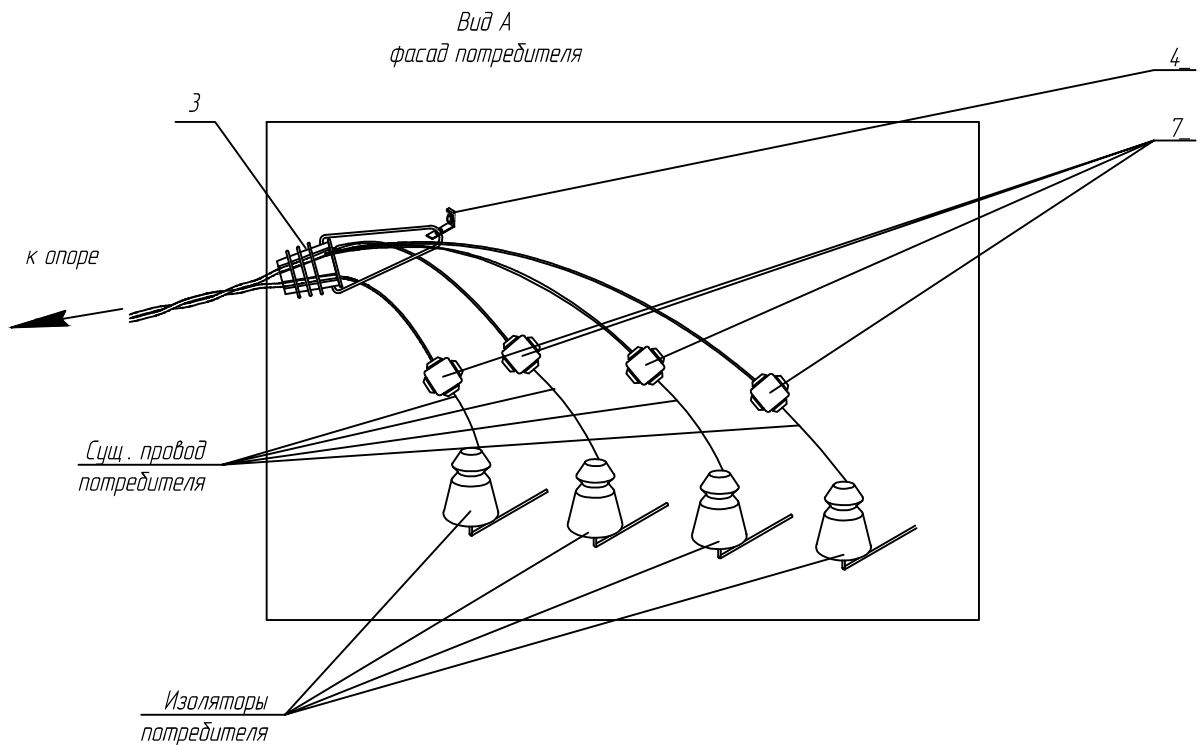 Вид А
фасад потребителя
4
3
7
к опоре
Сущ. провод
потребителя
Изоляторы
потребителя